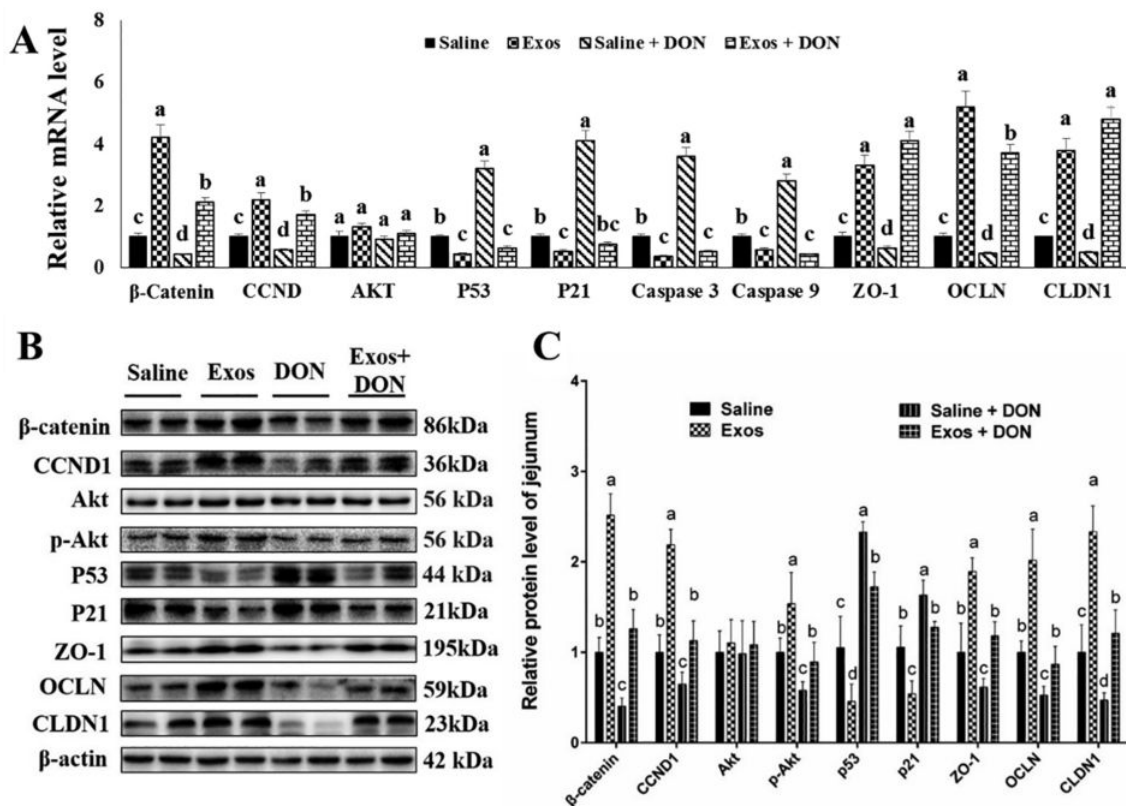 A
Relative mRNA level
8
6
4
2
0
Saline Exos Saline + DON Exos + DON
c a d b c a d b a a a a b c a c b c a bc b c a c b c a c c a d a c a d b c a d a
β-Catenin CCND AKT P53 P21 Caspase 3 Caspase 9 ZO-1 OCLN CLDN1
B
Saline Exos DON Exos+
DON
β-catenin 86kDa
CCND1 36kDa
Akt 56 kDa
p-Akt 56 kDa
P53 44 kDa
P21 21kDa
ZO-1 195kDa
OCLN 59kDa
CLDN1 23kDa
β-actin 42 kDa
C
Relative protein level of jejunum
4
3
2
1
0
Saline Saline + DON
Exos Exos + DON
b a c b b a c b b a c b c d a b b c a b b a c b b a c b c a d b
β-catenin CCND1 Akt p-Akt p53 p21 ZO-1 OCLN CLDN1